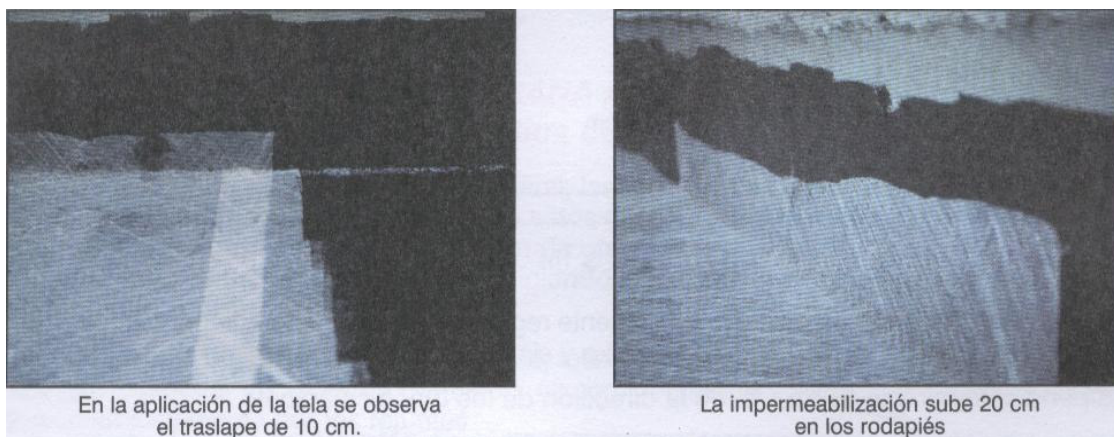 En la aplicación de la tela se observa
el traslape de 10 cm.
La impermeabilización sube 20 cm
en los rodapiés